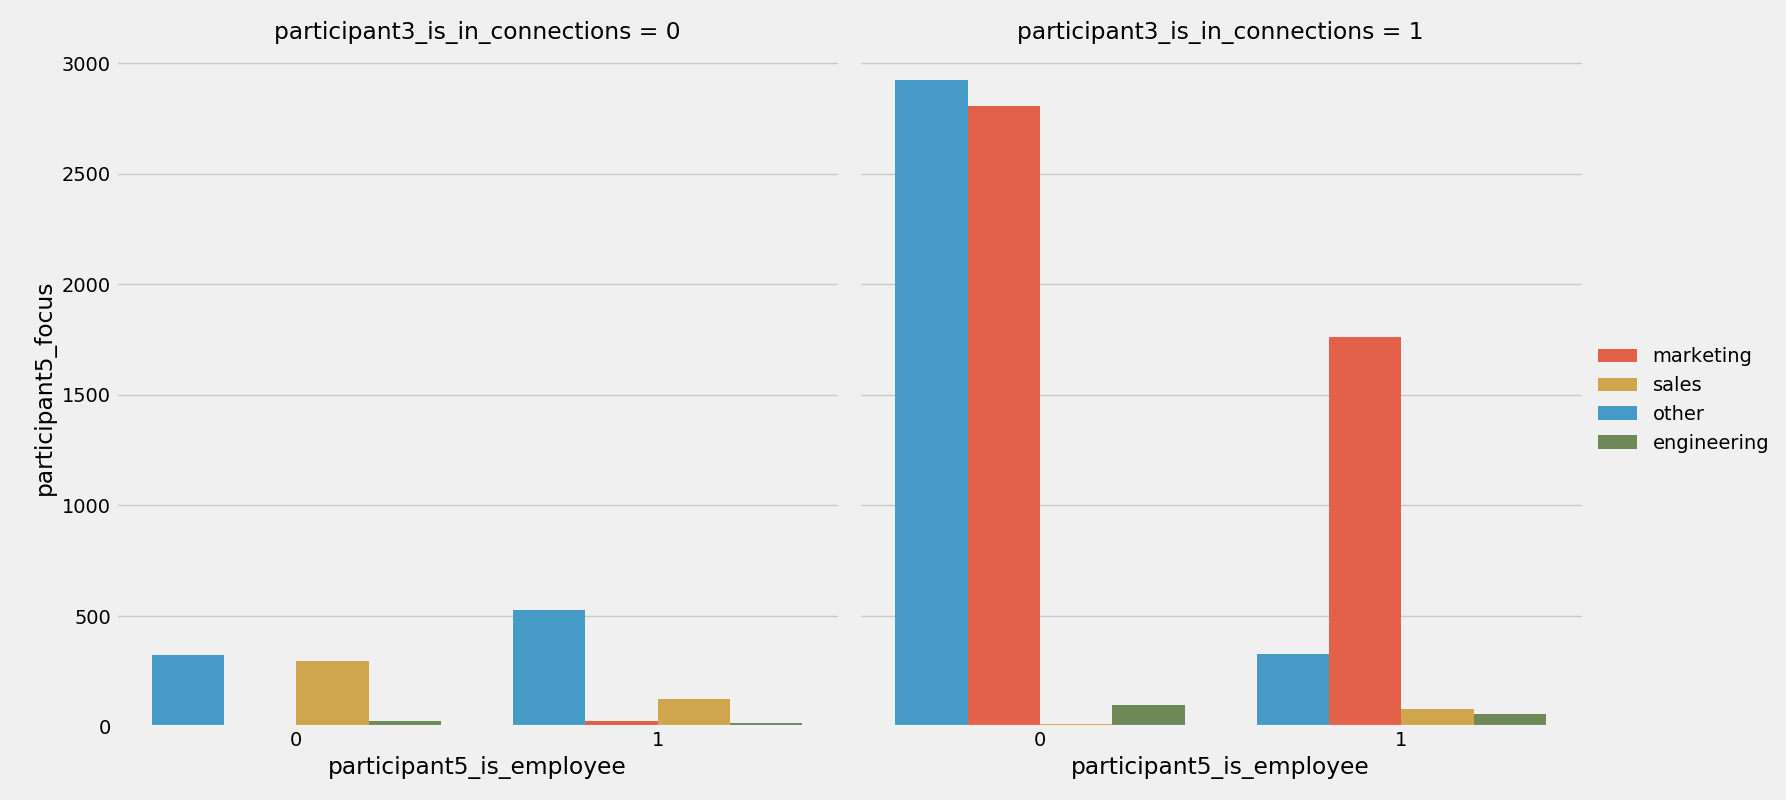 participant3_is_in_connections = 0
participant3_is_in_connections = 1
3000
2500
2000
1500
1000
500
0
participant5_focus
0
1
0
1
participant5_is_employee
participant5_is_employee
marketing
sales
other
engineering